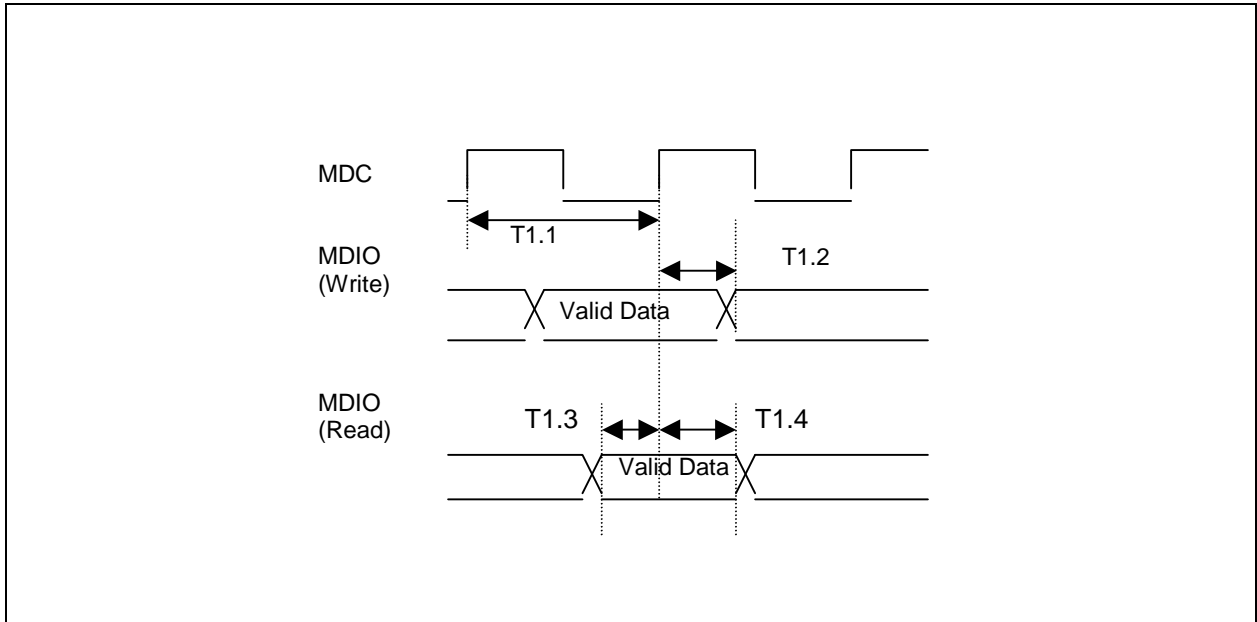 MDC
T1.1
MDIO
(Write)
T1.2
Valid Data
MDIO
(Read)
T1.3
T1.4
Valid Data